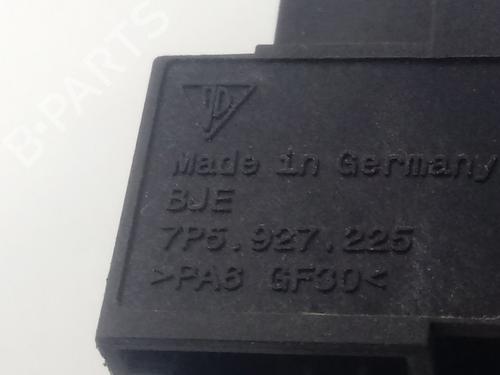 B-PARTS
Made in Germany
BJE
7P5.927.225
>PA6 GF30<